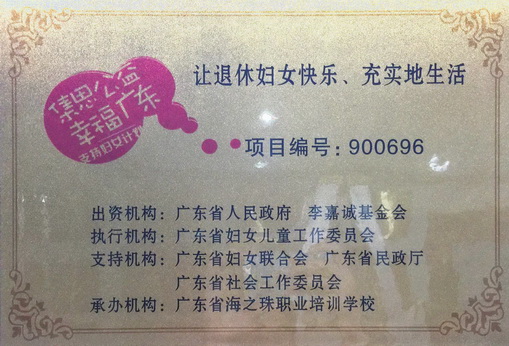 集思公益
幸福广东
支持妇女计划
让退休妇女快乐、充实地生活
项目编号: 900696
出资机构: 广东省人民政府 李嘉诚基金会
执行机构: 广东省妇女儿童工作委员会
支持机构: 广东省妇女联合会 广东省民政厅
广东省社会工作委员会
承办机构: 广东省海之珠职业培训学校